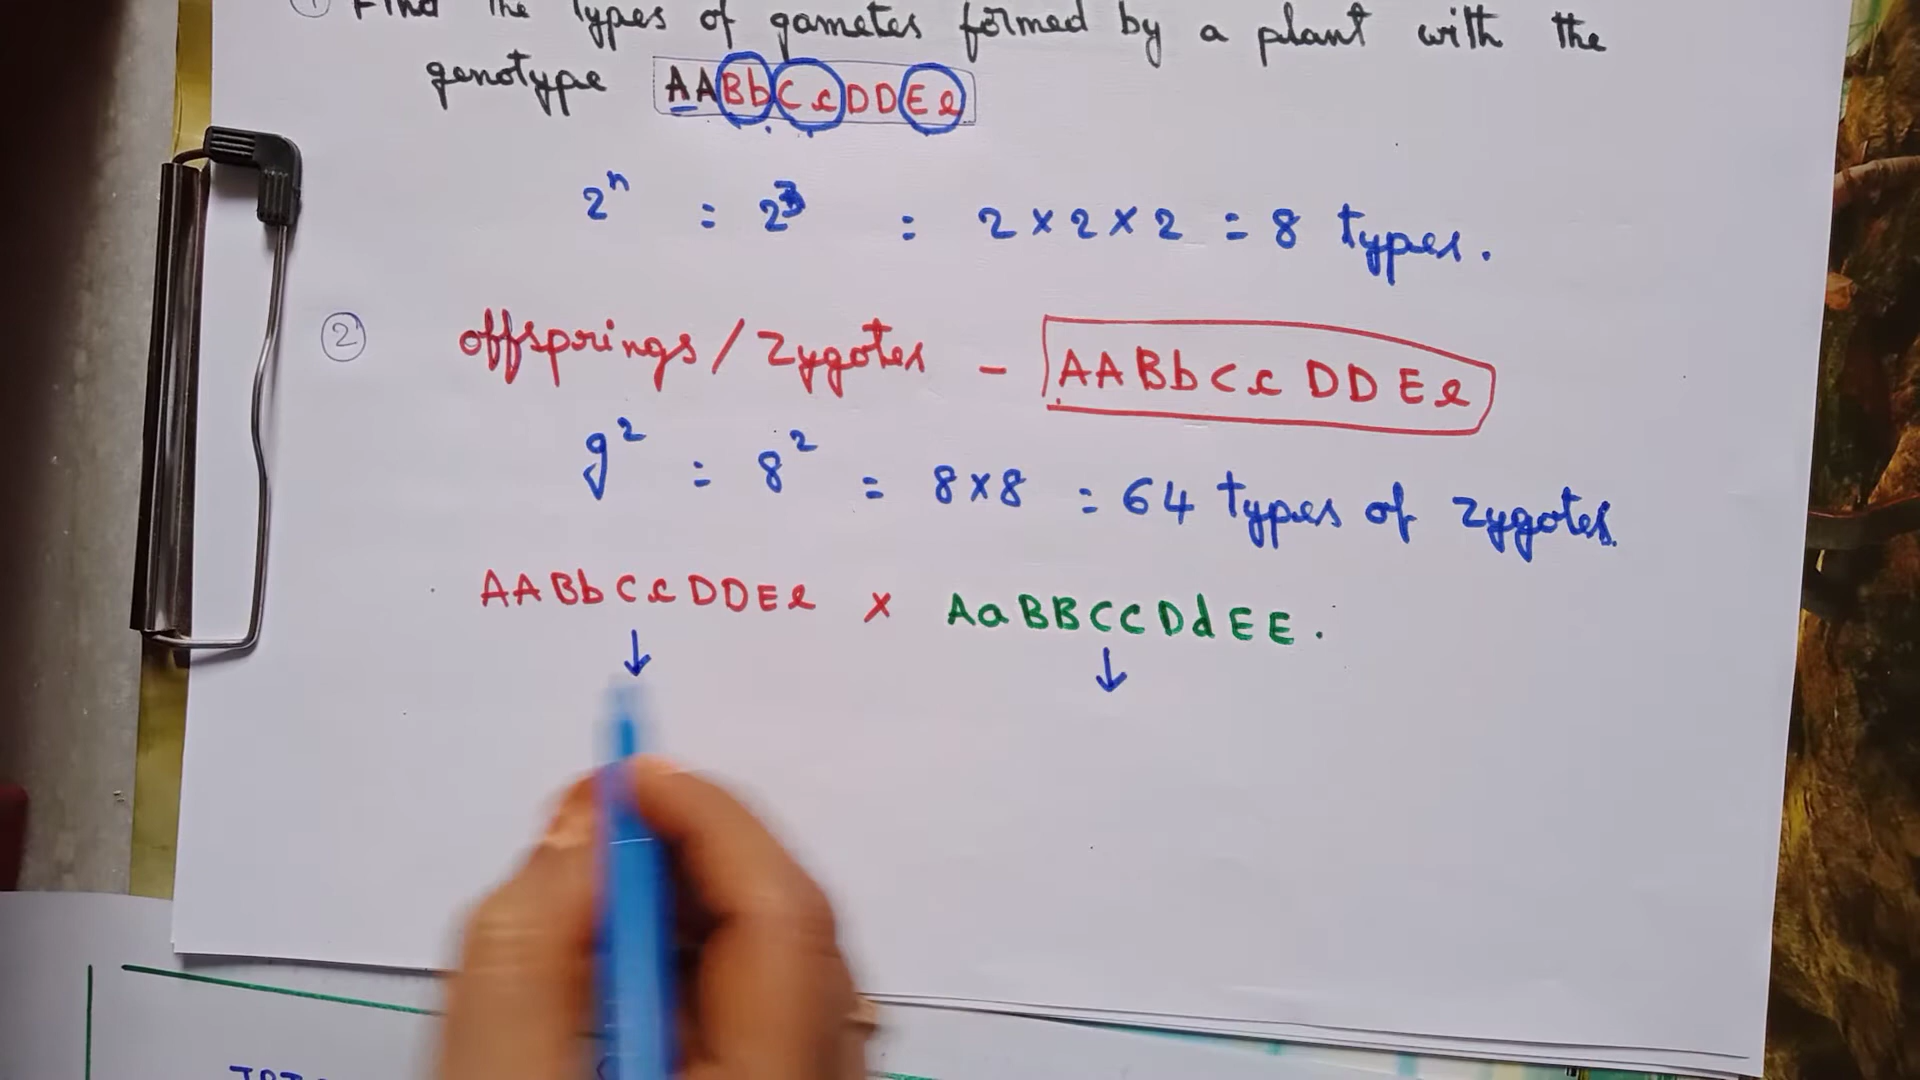 ① Find the types of gametes formed by a plant with the
genotype AABbCcDDEe
2ⁿ = 2³ = 2 × 2 × 2 = 8 types.
② offsprings / Zygotes - AABbCcDDEe
g² = 8² = 8×8 = 64 types of zygotes.
AABbCcDDEe × AaBBCCDdEE.
↓ ↓